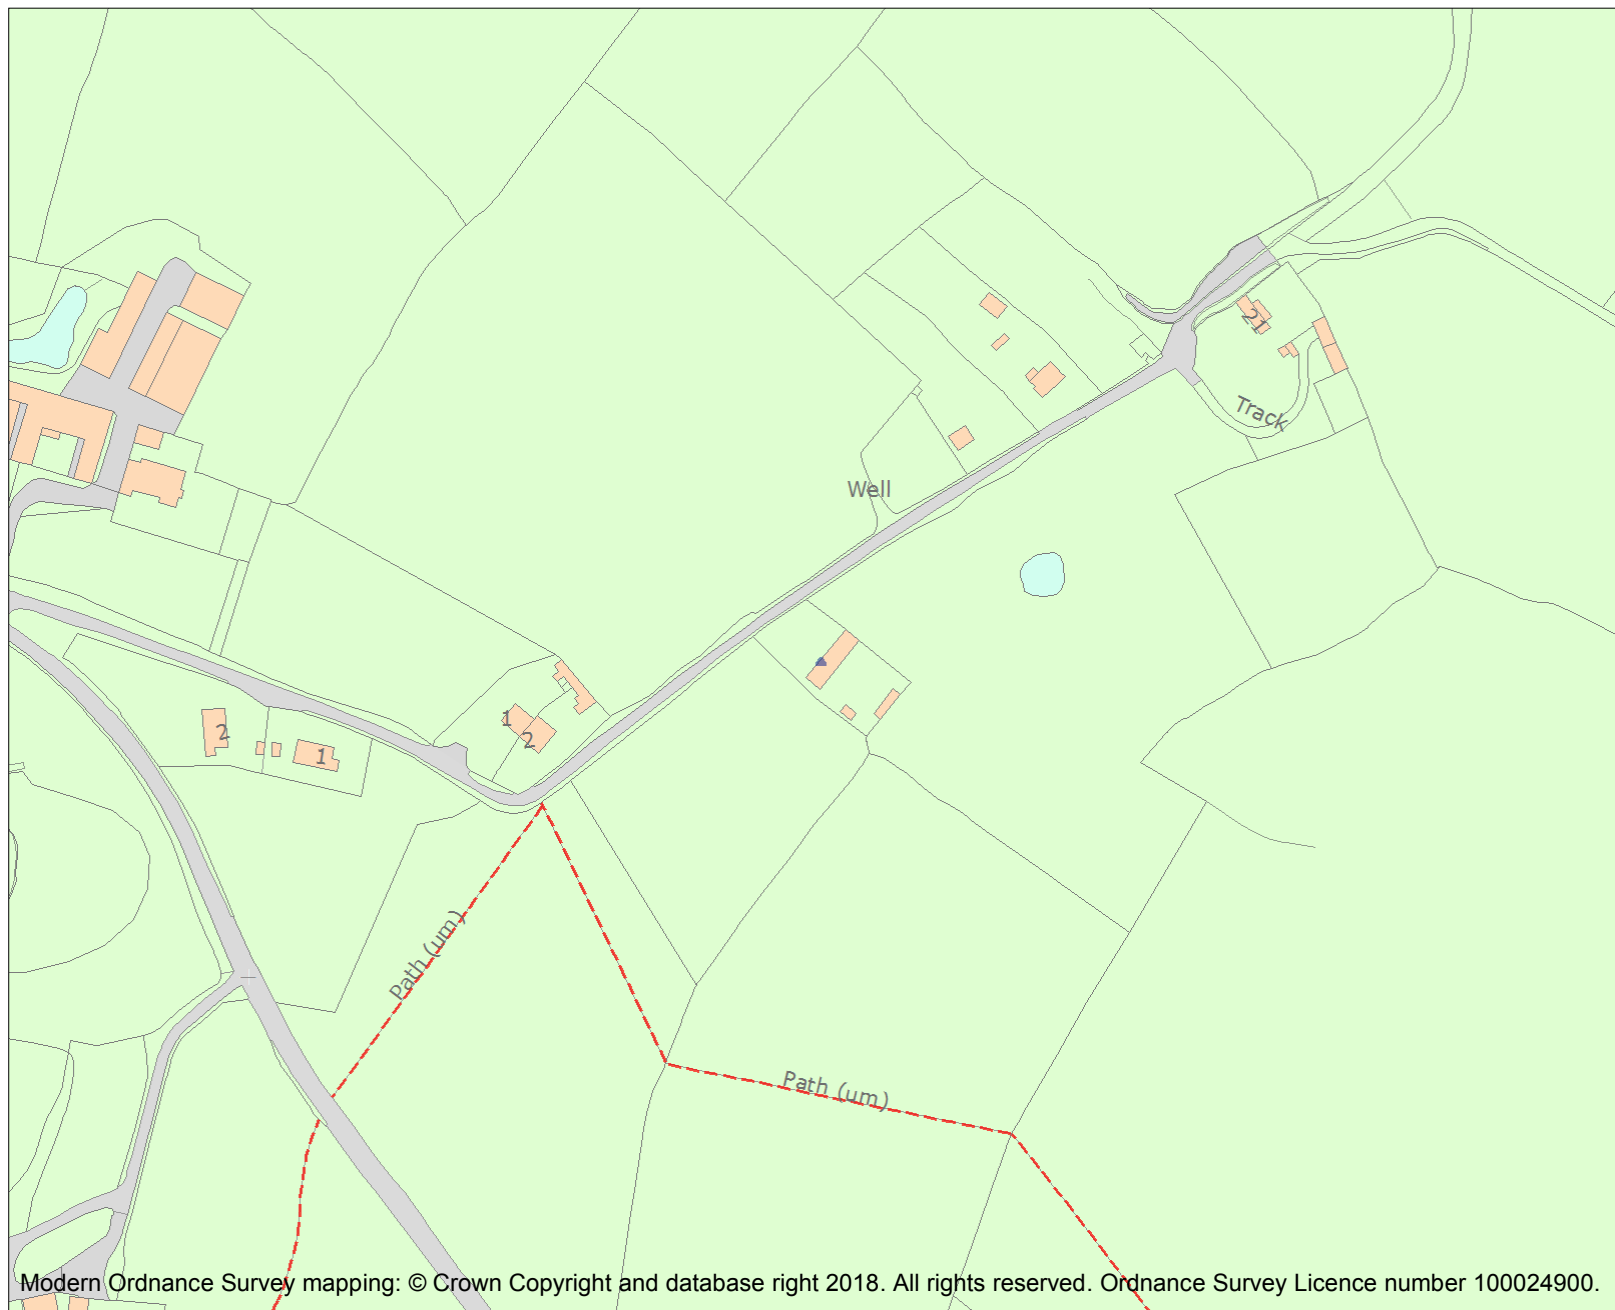 21
Track
Well
1
2
2
1
Path (um)
Path (um)
Modern Ordnance Survey mapping: © Crown Copyright and database right 2018. All rights reserved. Ordnance Survey Licence number 100024900.